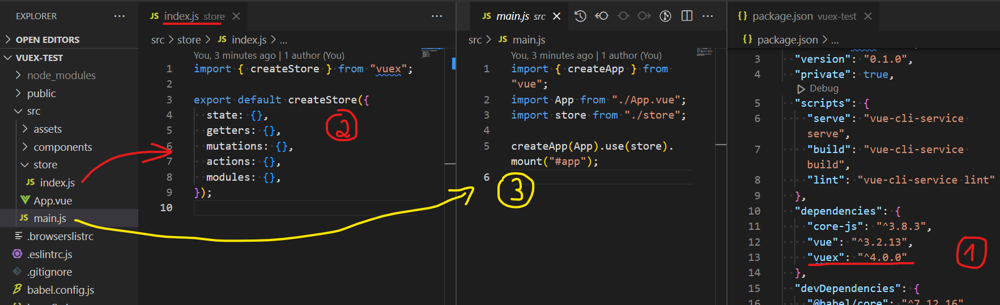 EXPLORER
OPEN EDITORS
VUEX-TEST
node_modules
public
src
assets
components
store
index.js
App.vue
main.js
.browserslistrc
.eslintrc.js
.gitignore
babel.config.js
index.js store
src > store > index.js > ...
You, 3 minutes ago | 1 author (You)
1 import { createStore } from "vuex";
2
3 export default createStore({
4 state: {},
5 getters: {},
6 mutations: {},
7 actions: {},
8 modules: {},
9 });
10
2
main.js src
src > main.js
You, 3 minutes ago | 1 author (You)
1 import { createApp } from
"vue";
2 import App from "./App.vue";
3 import store from "./store";
4
5 createApp(App).use(store).
mount("#app");
6
3
package.json vuex-test
package.json > ...
3 "version": "0.1.0",
4 "private": true,
Debug
5 "scripts": {
6 "serve": "vue-cli-service
serve",
7 "build": "vue-cli-service
build",
8 "lint": "vue-cli-service lint"
9 },
10 "dependencies": {
11 "core-js": "^3.8.3",
12 "vue": "^3.2.13",
13 "vuex": "^4.0.0"
14 },
15 "devDependencies": {
16 "@babel/core": "^7.12.16"
1